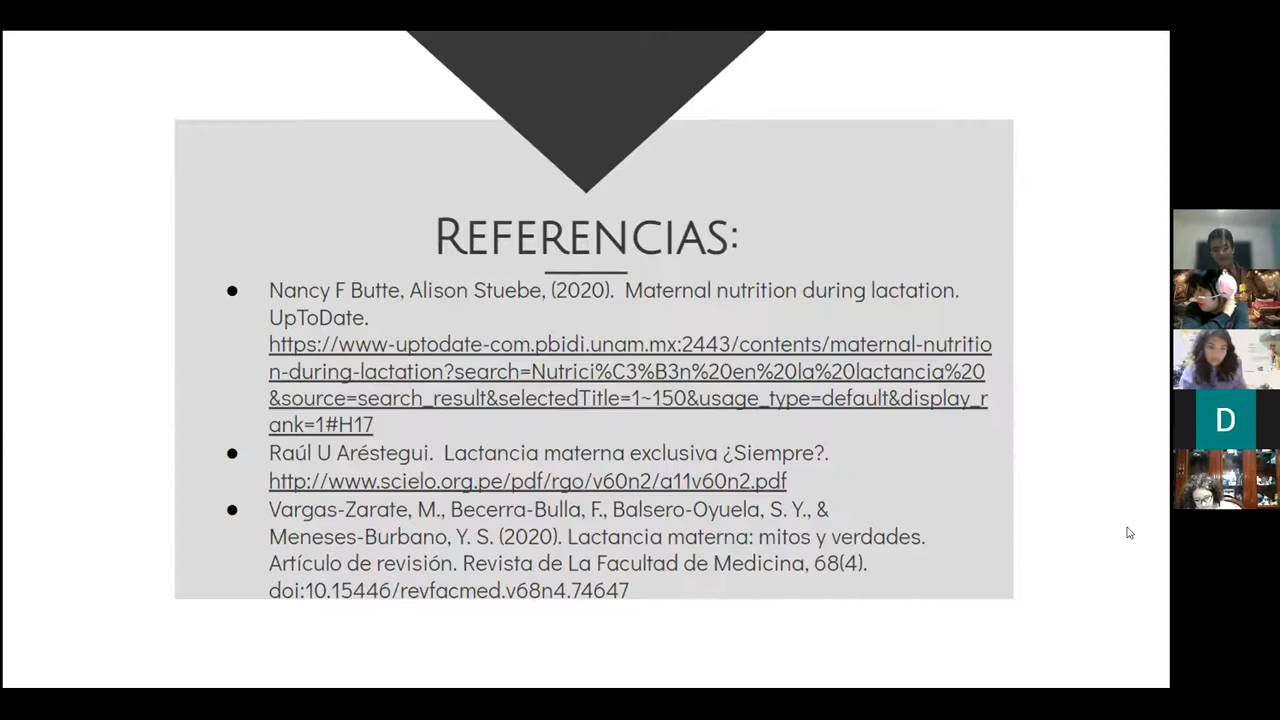 REFERENCIAS:
● Nancy F Butte, Alison Stuebe, (2020).  Maternal nutrition during lactation.
UpToDate.
https://www-uptodate-com.pbidi.unam.mx:2443/contents/maternal-nutritio
n-during-lactation?search=Nutrici%C3%B3n%20en%20la%20lactancia%20
&source=search_result&selectedTitle=1~150&usage_type=default&display_r
ank=1#H17
● Raúl U Aréstegui.  Lactancia materna exclusiva ¿Siempre?.
http://www.scielo.org.pe/pdf/rgo/v60n2/a11v60n2.pdf
● Vargas-Zarate, M., Becerra-Bulla, F., Balsero-Oyuela, S. Y., &
Meneses-Burbano, Y. S. (2020). Lactancia materna: mitos y verdades.
Artículo de revisión. Revista de La Facultad de Medicina, 68(4).
doi:10.15446/revfacmed.v68n4.74647
D